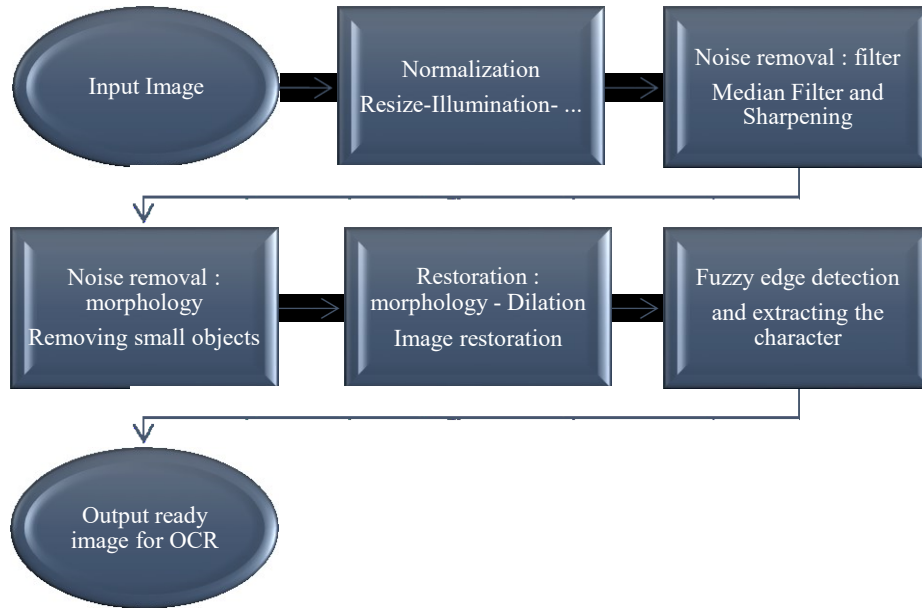 Input Image
Normalization
Resize-Illumination- ...
Noise removal : filter
Median Filter and
Sharpening
Noise removal :
morphology
Removing small objects
Restoration :
morphology - Dilation
Image restoration
Fuzzy edge detection
and extracting the
character
Output ready
image for OCR